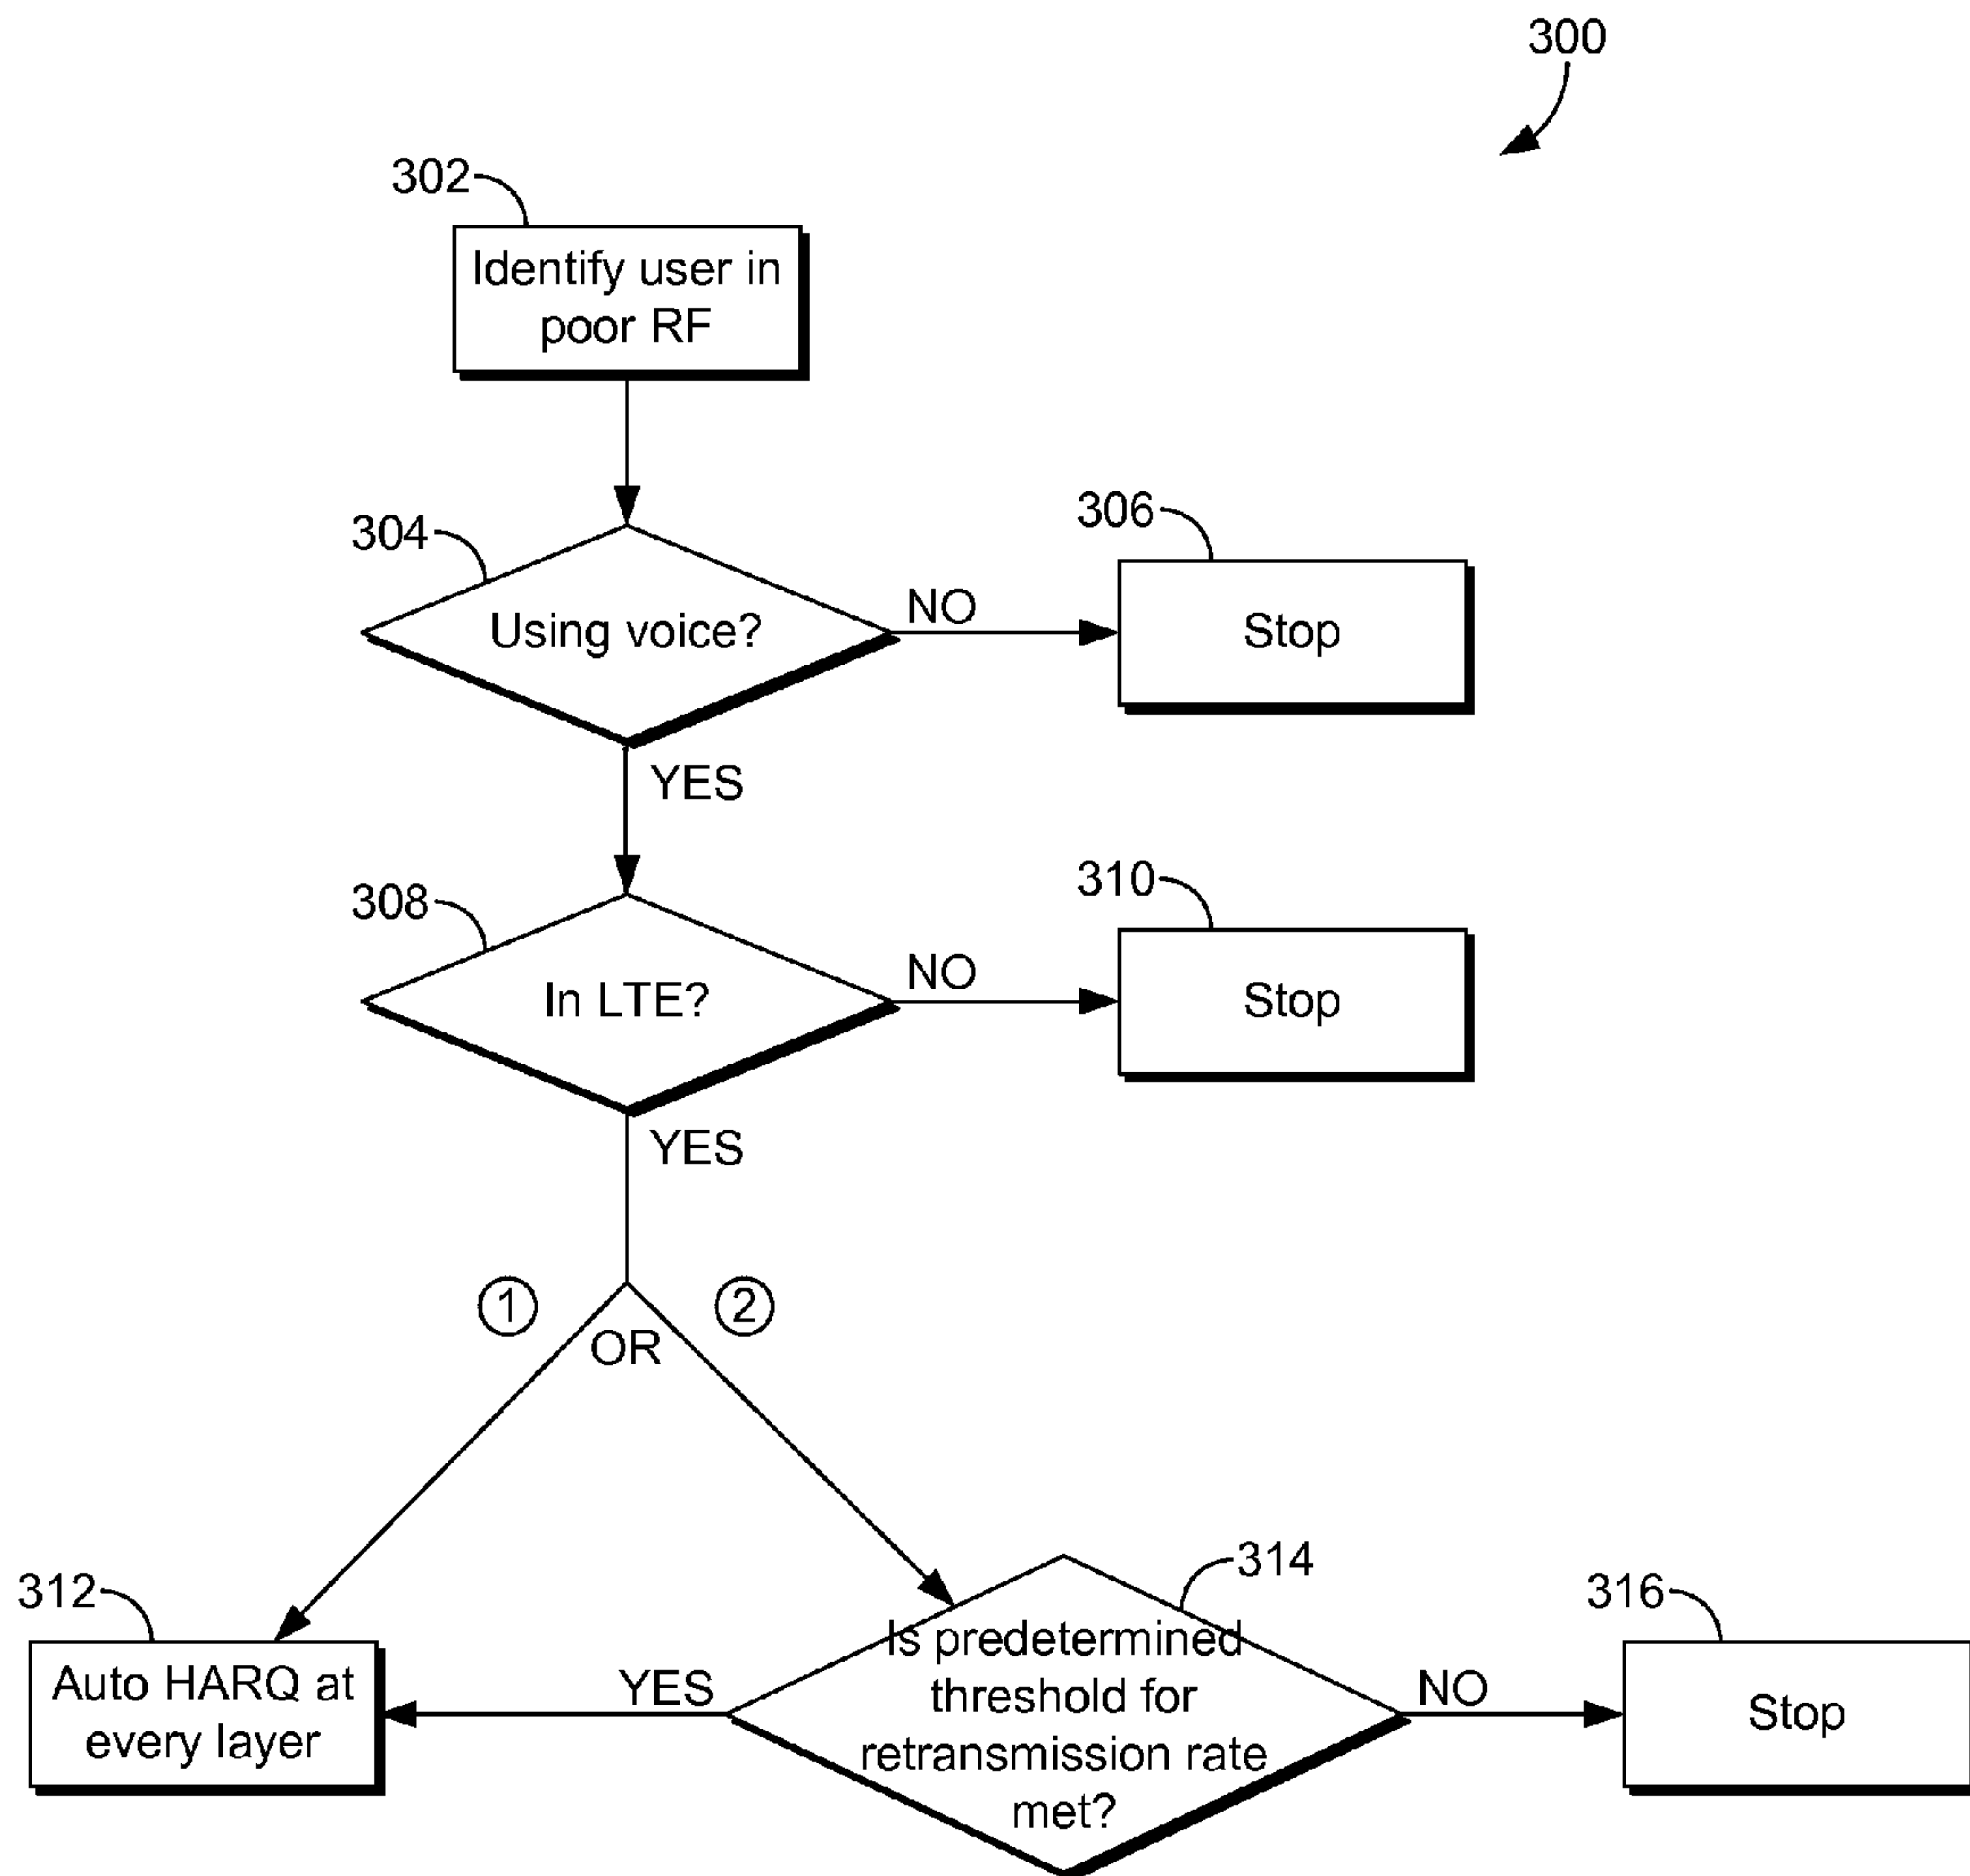 300
302
Identify user in
poor RF
304
Using voice?
NO
306
Stop
YES
308
In LTE?
NO
310
Stop
YES
1
OR
2
312
Auto HARQ at
every layer
YES
314
Is predetermined
threshold for
retransmission rate
met?
NO
316
Stop